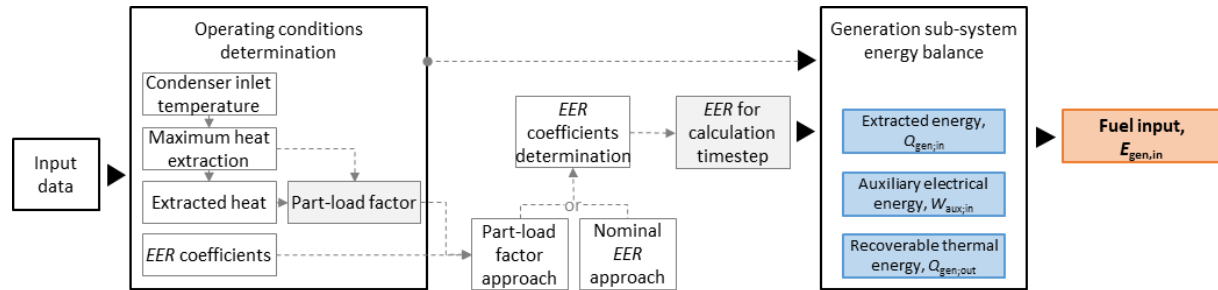 Input
data
Operating conditions
determination
Condenser inlet
temperature
Maximum heat
extraction
Extracted heat
Part-load factor
EER coefficients
EER
coefficients
determination
or
Part-load
factor
approach
Nominal
EER
approach
EER for
calculation
timestep
Generation sub-system
energy balance
Extracted energy,
Qgen;in
Auxiliary electrical
energy, Waux;in
Recoverable thermal
energy, Qgen;out
Fuel input,
Egen,in